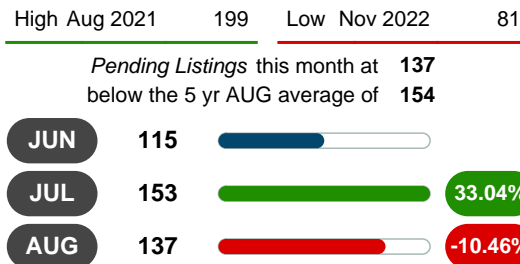 High Aug 2021 199 Low Nov 2022 81
Pending Listings this month at 137
below the 5 yr AUG average of 154
JUN 115
JUL 153 33.04%
AUG 137 -10.46%